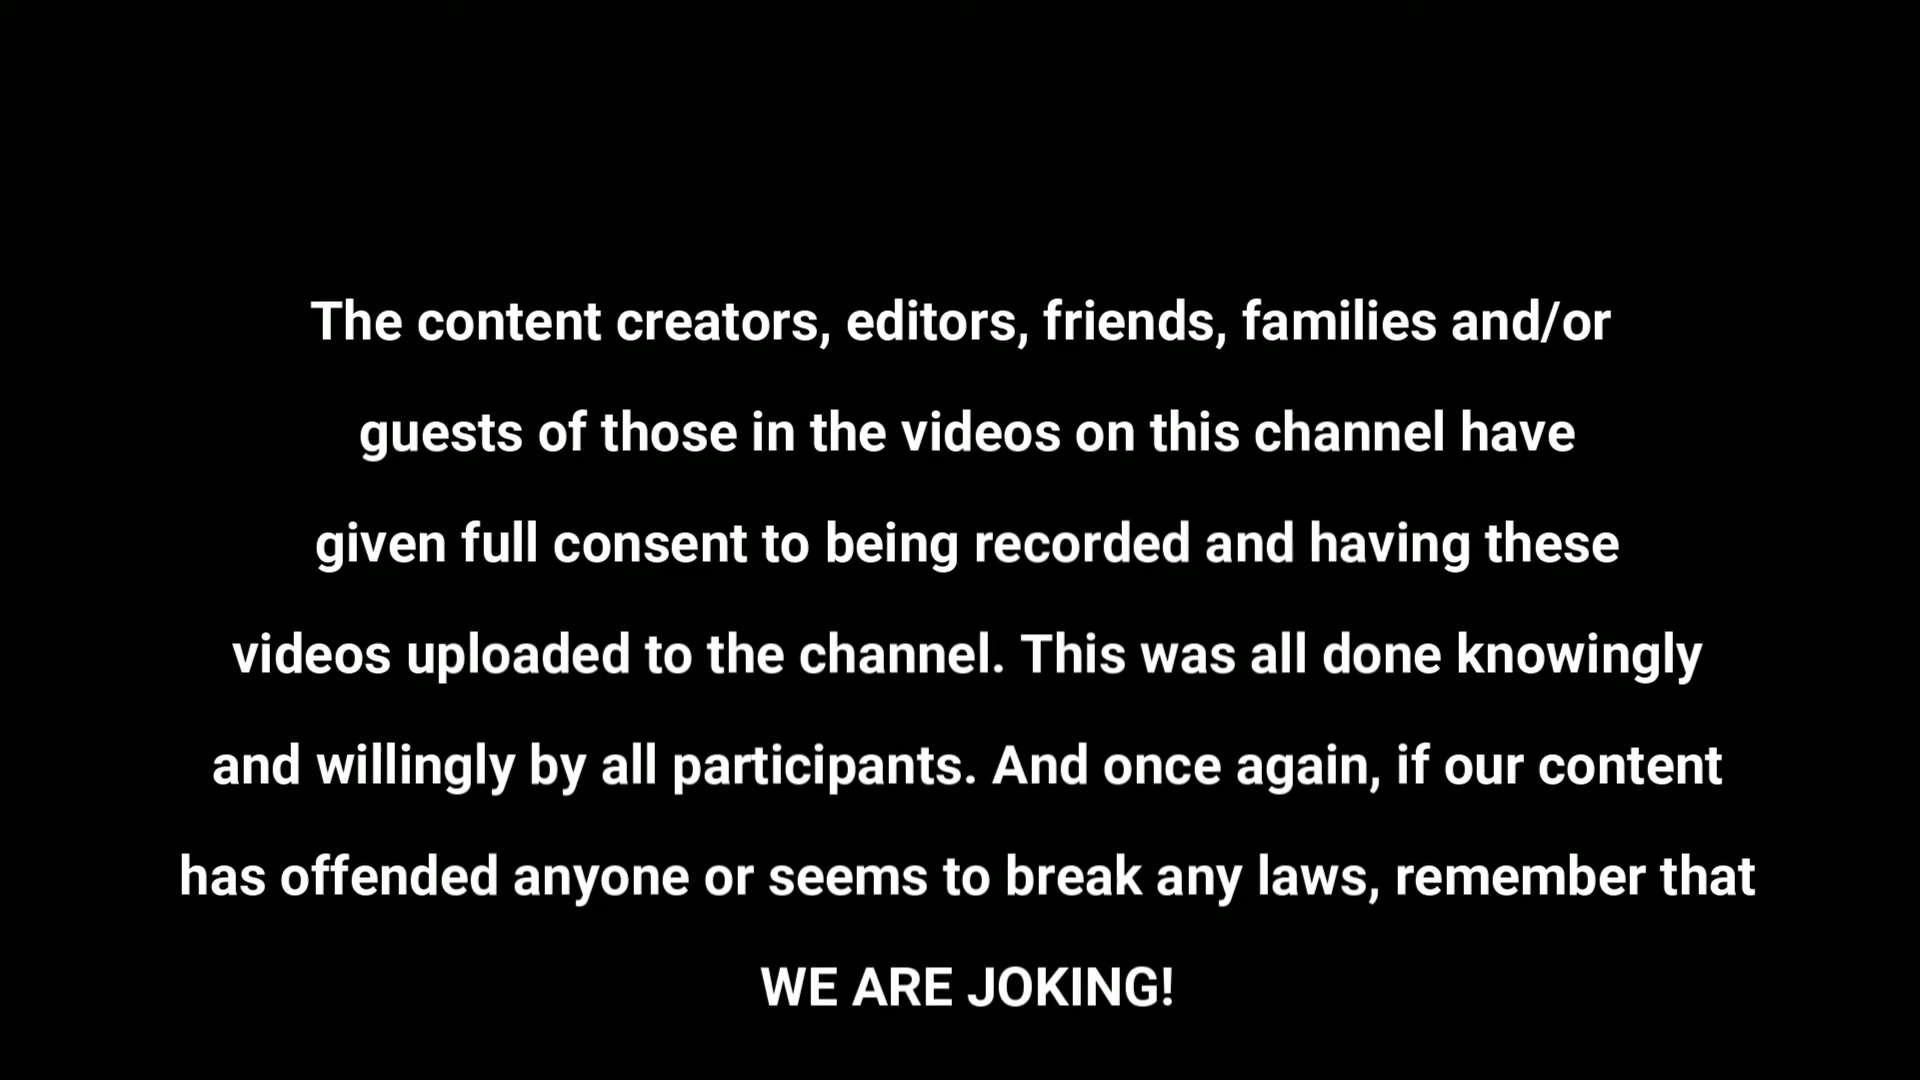 The content creators, editors, friends, families and/or
guests of those in the videos on this channel have
given full consent to being recorded and having these
videos uploaded to the channel. This was all done knowingly
and willingly by all participants. And once again, if our content
has offended anyone or seems to break any laws, remember that
WE ARE JOKING!